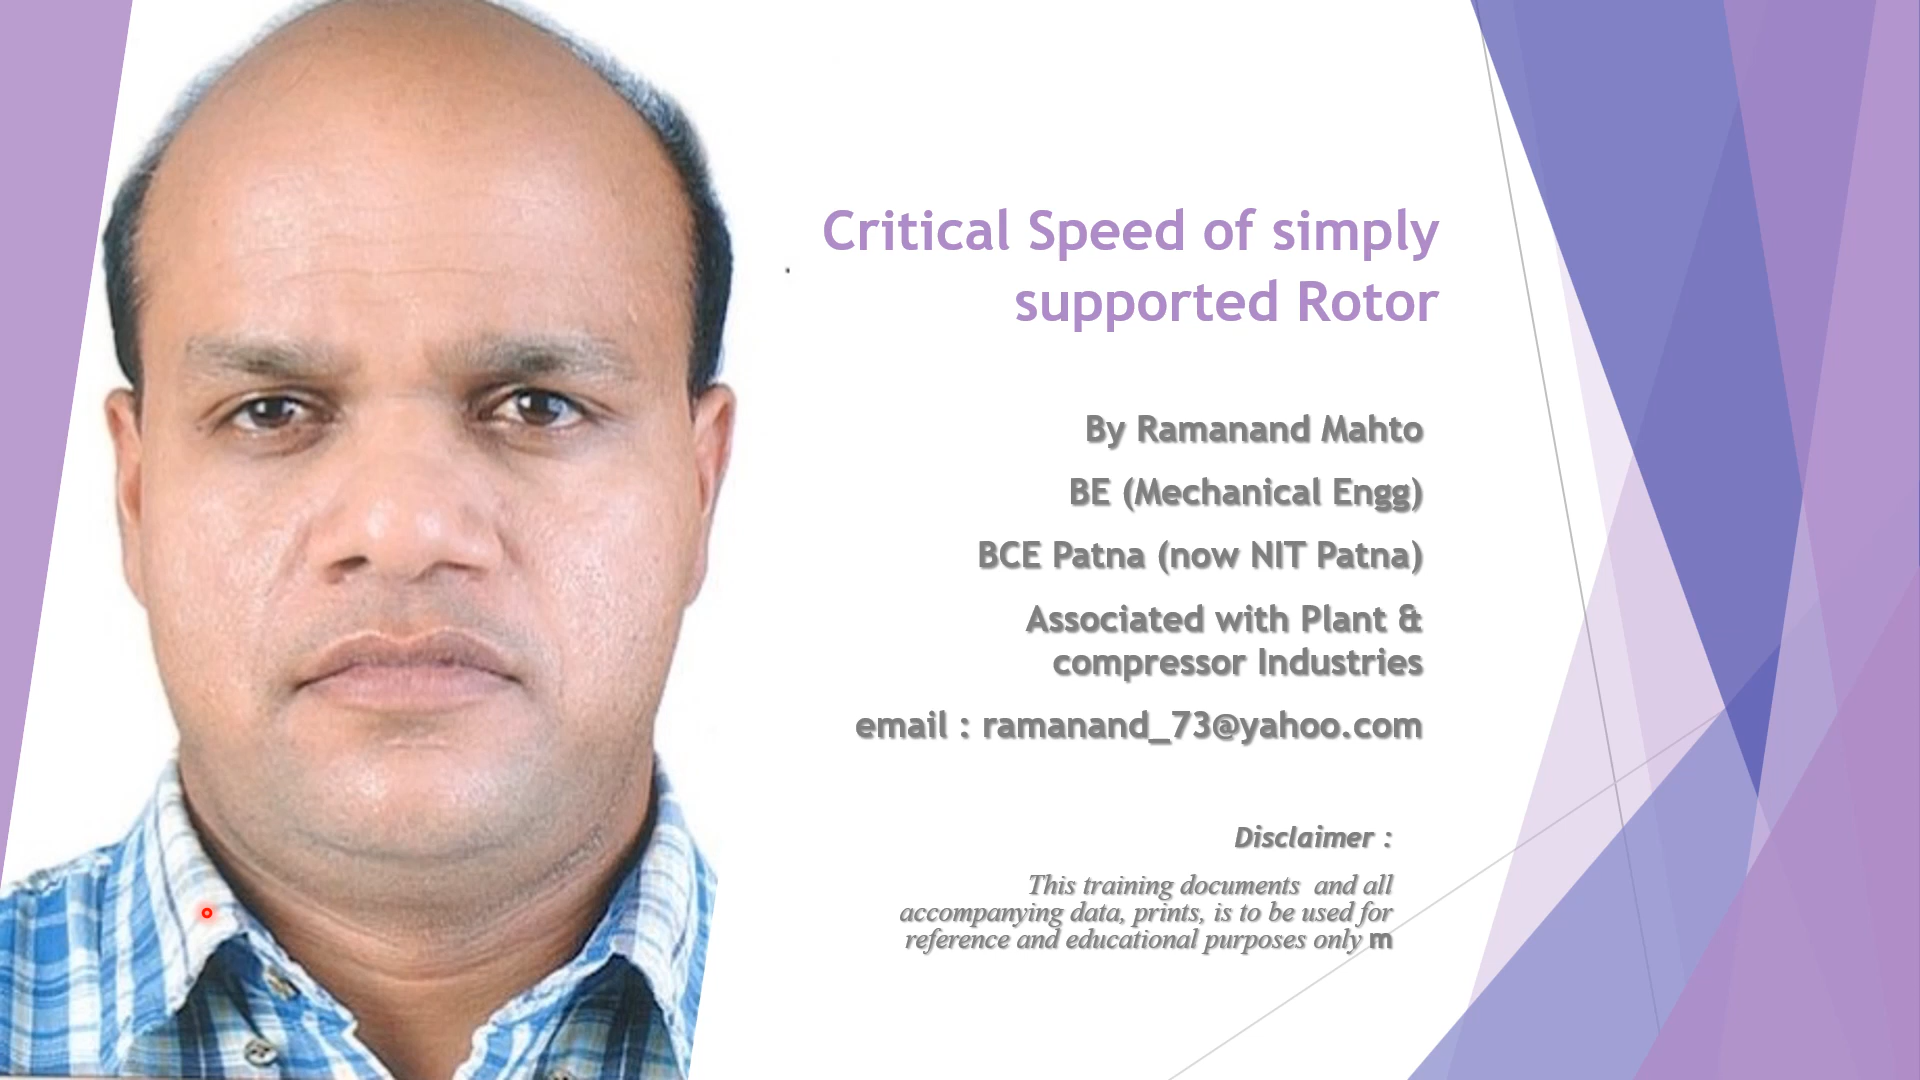 Critical Speed of simply
supported Rotor
By Ramanand Mahto
BE (Mechanical Engg)
BCE Patna (now NIT Patna)
Associated with Plant &
compressor Industries
email : ramanand_73@yahoo.com
Disclaimer :
This training documents  and all
accompanying data, prints, is to be used for
reference and educational purposes only m